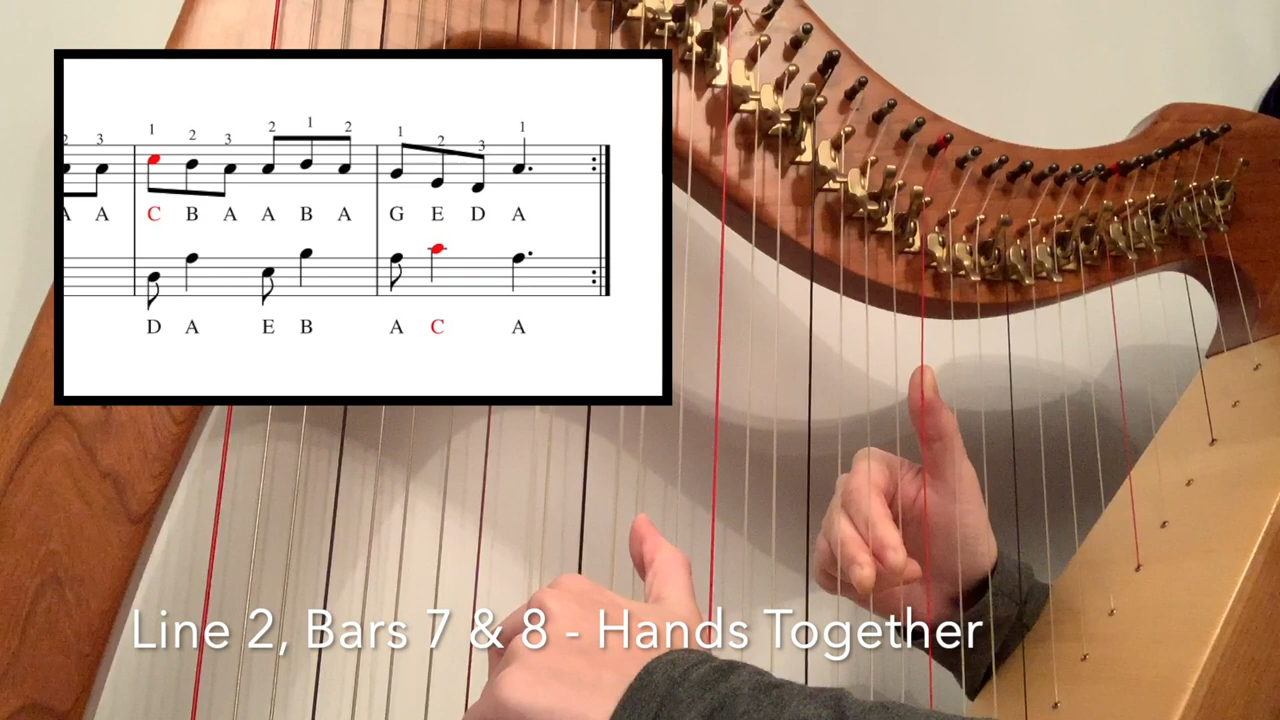 2 3 1 2 3 2 1 2 1 2 3 1
A A C B A A B A G E D A
D A E B A C A
Line 2, Bars 7 & 8 - Hands Together